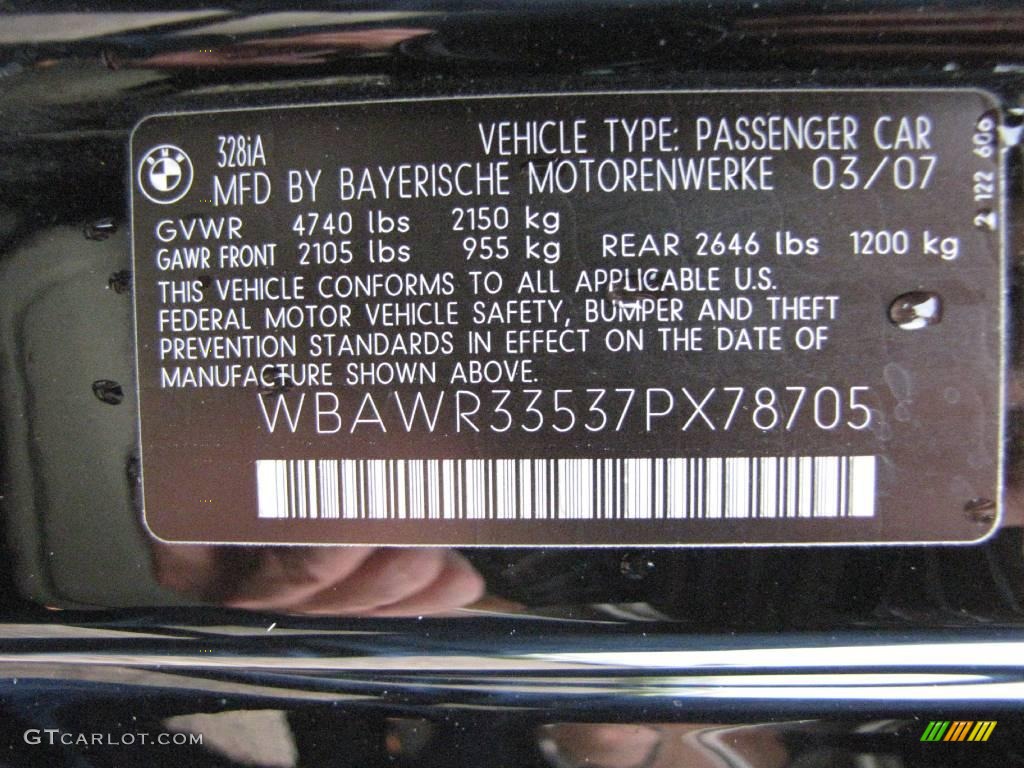 BMW
328iA
VEHICLE TYPE: PASSENGER CAR
MFD BY BAYERISCHE MOTORENWERKE 03/07
GVWR 4740 lbs 2150 kg
GAWR FRONT 2105 lbs 955 kg REAR 2646 lbs 1200 kg
THIS VEHICLE CONFORMS TO ALL APPLICABLE U.S.
FEDERAL MOTOR VEHICLE SAFETY, BUMPER AND THEFT
PREVENTION STANDARDS IN EFFECT ON THE DATE OF
MANUFACTURE SHOWN ABOVE.
WBAWR33537PX78705
2 122 606
GTCARLOT.COM